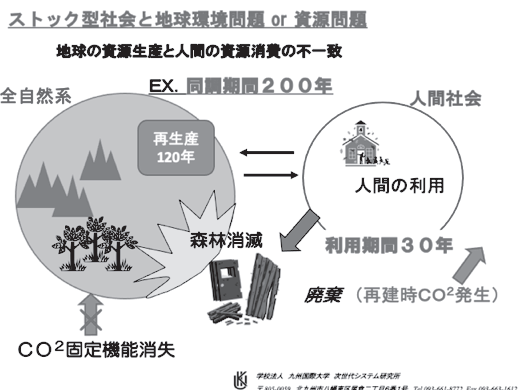 ストック型社会と地球環境問題 or 資源問題
地球の資源生産と人間の資源消費の不一致
EX. 同調期間200年
全自然系
人間社会
再生産
120年
人間の利用
森林消滅
利用期間30年
廃棄 (再建時CO²発生)
CO²固定機能消失
学校法人 九州国際大学 次世代システム研究所